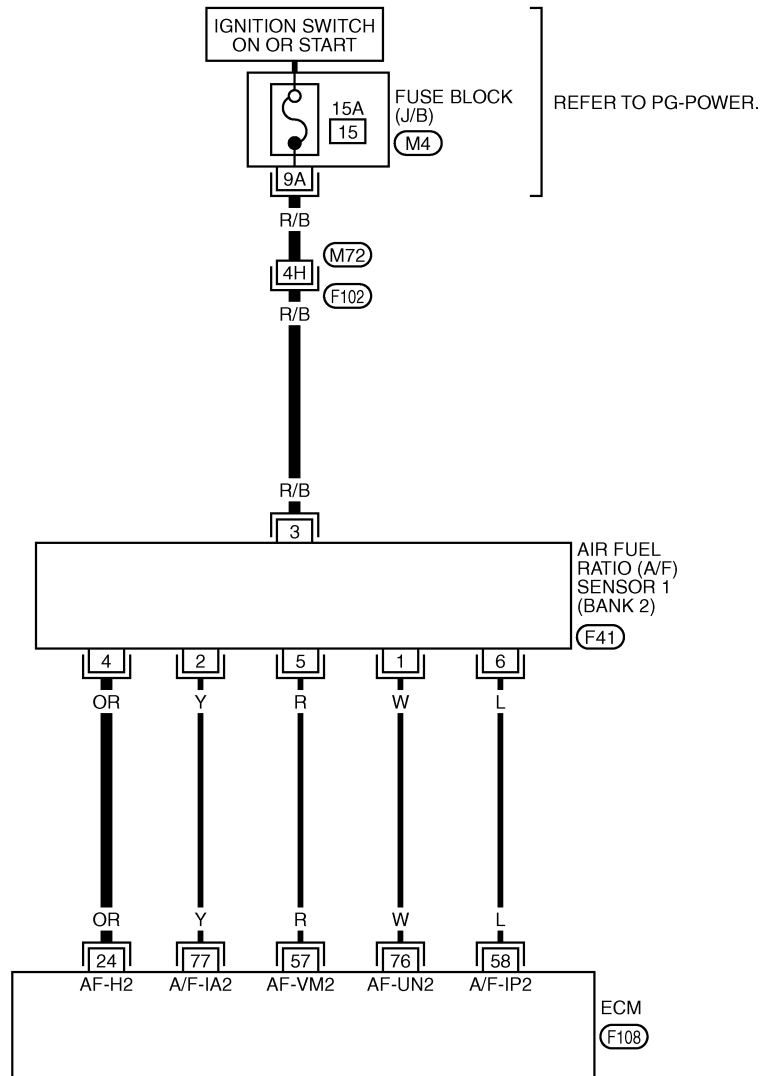 IGNITION SWITCH
ON OR START
FUSE BLOCK
(J/B)
15A
15
M4
REFER TO PG-POWER.
9A
R/B
M72
4H
F102
R/B
R/B
3
AIR FUEL
RATIO (A/F)
SENSOR 1
(BANK 2)
F41
4 2 5 1 6
OR Y R W L
OR Y R W L
24 77 57 76 58
AF-H2 A/F-IA2 AF-VM2 AF-UN2 A/F-IP2
ECM
F108